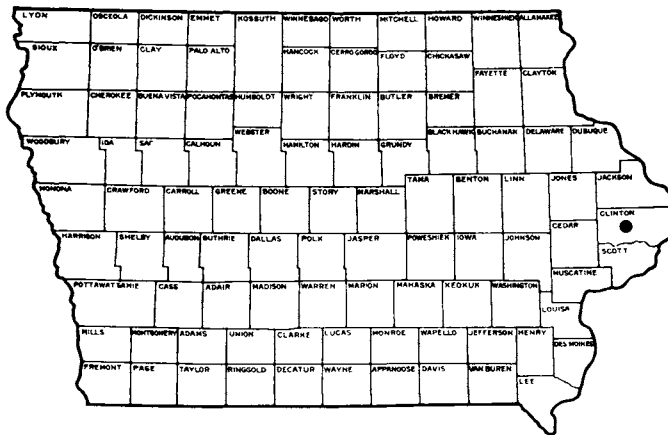 LYON OSCEOLA DICKINSON EMMET KOSSUTH WINNEBAGO WORTH MITCHELL HOWARD WINNESHIEK ALLAMAKEE
SIOUX O'BRIEN CLAY PALO ALTO HANCOCK CERRO GORDO FLOYD CHICKASAW
FAYETTE CLAYTON
PLYMOUTH CHEROKEE BUENA VISTA POCAHONTAS HUMBOLDT WRIGHT FRANKLIN BUTLER BREMER
WEBSTER BLACK HAWK BUCHANAN DELAWARE DUBUQUE
WOODBURY IDA SAC CALHOUN HAMILTON HARDIN GRUNDY
TAMA BENTON LINN JONES JACKSON
MONONA CRAWFORD CARROLL GREENE BOONE STORY MARSHALL
CLINTON
CEDAR
HARRISON SHELBY AUDUBON GUTHRIE DALLAS POLK JASPER POWESHIEK IOWA JOHNSON
SCOTT
MUSCATINE
POTTAWATTAMIE CASS ADAIR MADISON WARREN MARION MAHASKA KEOKUK WASHINGTON
LOUISA
MILLS MONTGOMERY ADAMS UNION CLARKE LUCAS MONROE WAPELLO JEFFERSON HENRY
DES MOINES
FREMONT PAGE TAYLOR RINGGOLD DECATUR WAYNE APPANOOSE DAVIS VAN BUREN
LEE